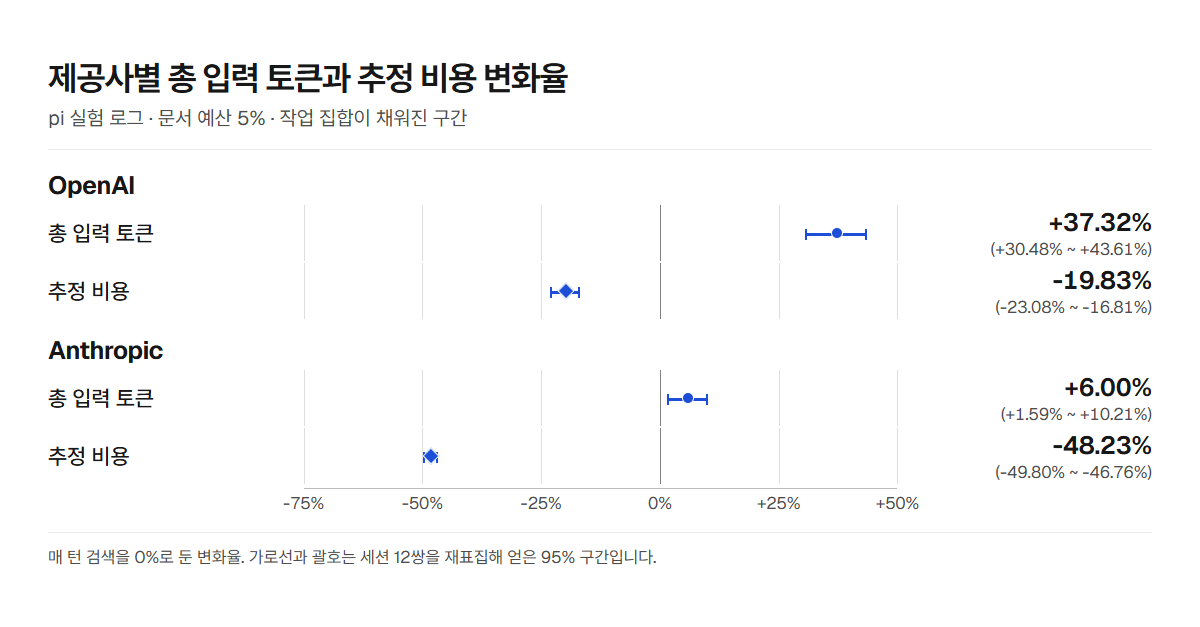 제공사별 총 입력 토큰과 추정 비용 변화율
pi 실험 로그 · 문서 예산 5% · 작업 집합이 채워진 구간
OpenAI
총 입력 토큰
+37.32%
(+30.48% ~ +43.61%)
추정 비용
-19.83%
(-23.08% ~ -16.81%)
Anthropic
총 입력 토큰
+6.00%
(+1.59% ~ +10.21%)
추정 비용
-48.23%
(-49.80% ~ -46.76%)
-75% -50% -25% 0% +25% +50%
매 턴 검색을 0%로 둔 변화율. 가로선과 괄호는 세션 12쌍을 재표집해 얻은 95% 구간입니다.